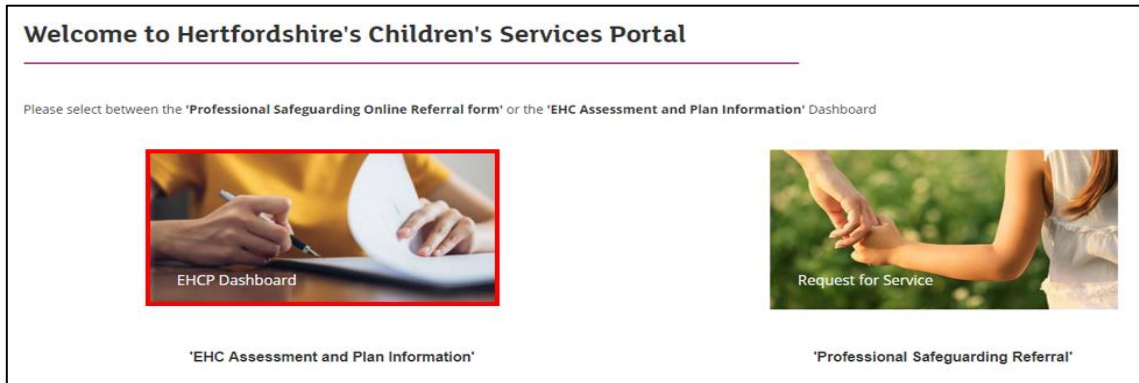 Welcome to Hertfordshire's Children's Services Portal
Please select between the 'Professional Safeguarding Online Referral form' or the 'EHC Assessment and Plan Information' Dashboard
EHCP Dashboard
Request for Service
'EHC Assessment and Plan Information'
'Professional Safeguarding Referral'